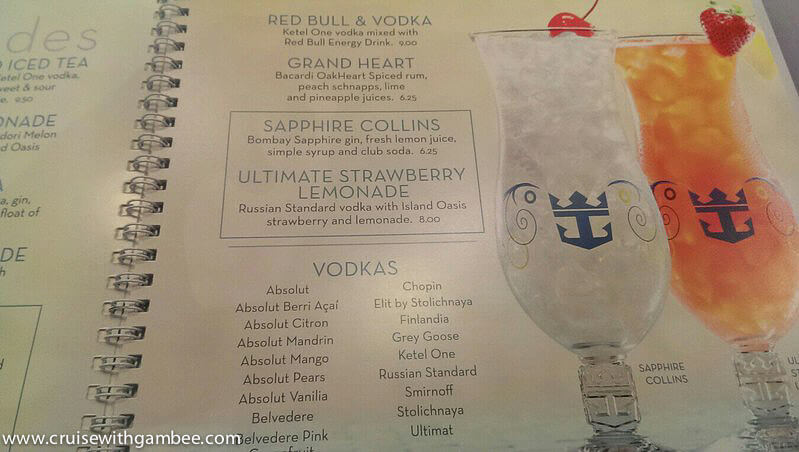 des
ICED TEA
Ketel One vodka,
sweet & sour
9.50
ONADE
Melon
Oasis
gin,
float of
DE
RED BULL & VODKA
Ketel One vodka mixed with
Red Bull Energy Drink. 9.00
GRAND HEART
Bacardi OakHeart Spiced rum,
peach schnapps, lime
and pineapple juices. 6.25
SAPPHIRE COLLINS
Bombay Sapphire gin, fresh lemon juice,
simple syrup and club soda. 6.25
ULTIMATE STRAWBERRY
LEMONADE
Russian Standard vodka with Island Oasis
strawberry and lemonade. 8.00
VODKAS
Absolut
Absolut Berri Açaí
Absolut Citron
Absolut Mandrin
Absolut Mango
Absolut Pears
Absolut Vanilia
Belvedere
Belvedere Pink
Chopin
Elit by Stolichnaya
Finlandia
Grey Goose
Ketel One
Russian Standard
Smirnoff
Stolichnaya
Ultimat
SAPPHIRE
COLLINS
www.cruisewithgambee.com